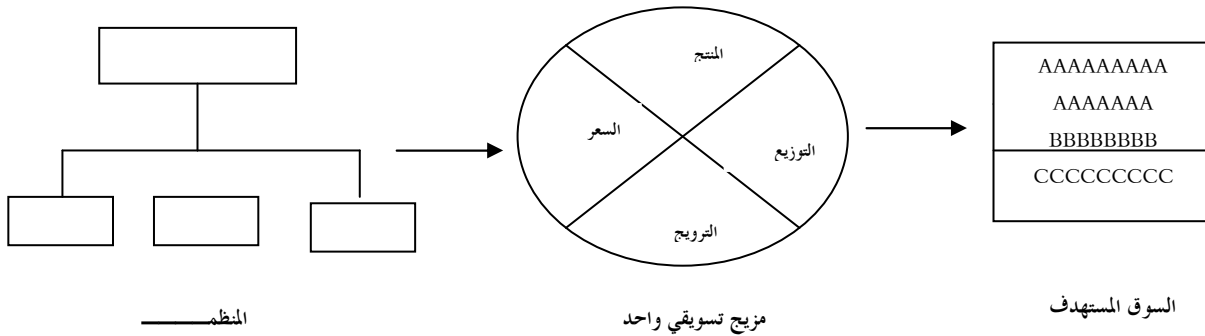 المنتج
السعر
التوزيع
الترويج
AAAAAAAAA
AAAAAAA
BBBBBBBB
CCCCCCCCC
السوق المستهدف
مزيج تسويقي واحد